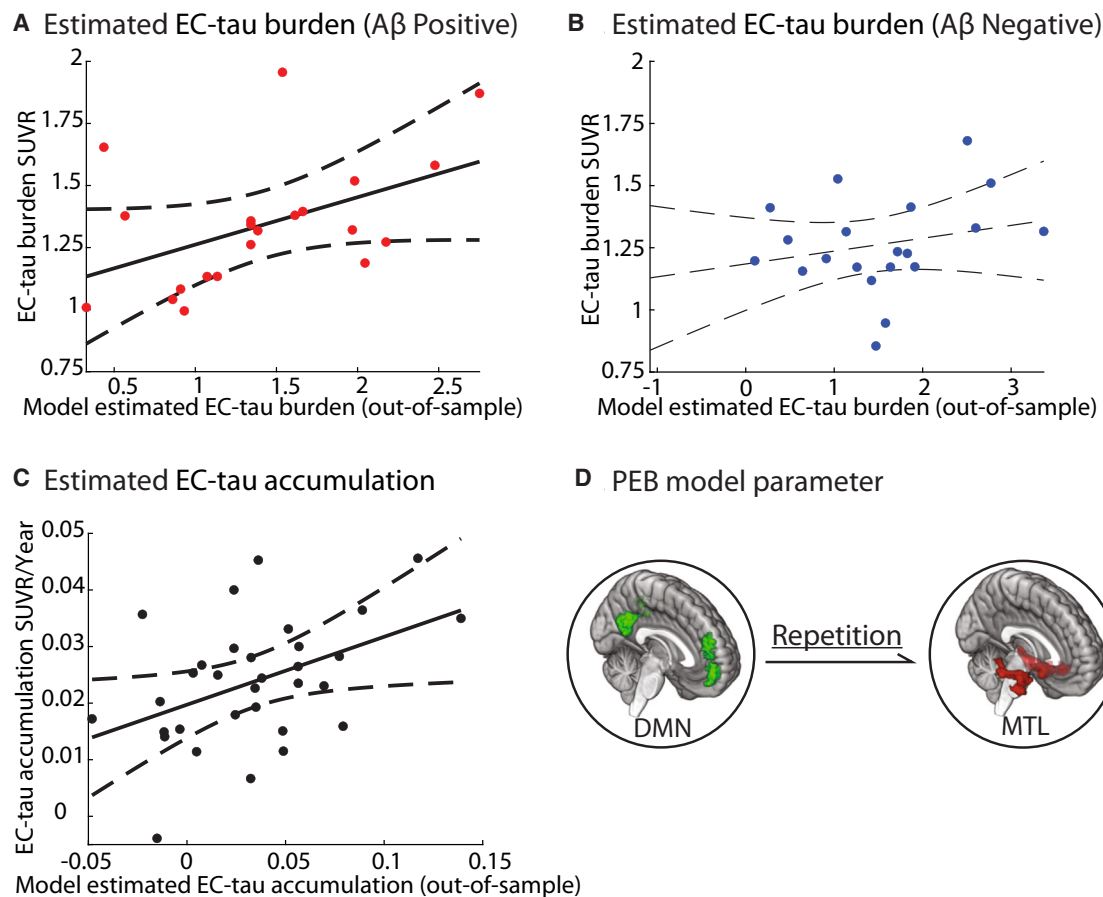 A Estimated EC-tau burden (Aβ Positive)
EC-tau burden SUVR
2
1.75
1.5
1.25
1
0.75
0.5
1
1.5
2
2.5
Model estimated EC-tau burden (out-of-sample)
B Estimated EC-tau burden (Aβ Negative)
EC-tau burden SUVR
2
1.75
1.5
1.25
1
0.75
-1
0
1
2
3
Model estimated EC-tau burden (out-of-sample)
C Estimated EC-tau accumulation
EC-tau accumulation SUVR/Year
0.05
0.04
0.03
0.02
0.01
0
-0.05
0
0.05
0.1
0.15
Model estimated EC-tau accumulation (out-of-sample)
D PEB model parameter
DMN
Repetition
MTL